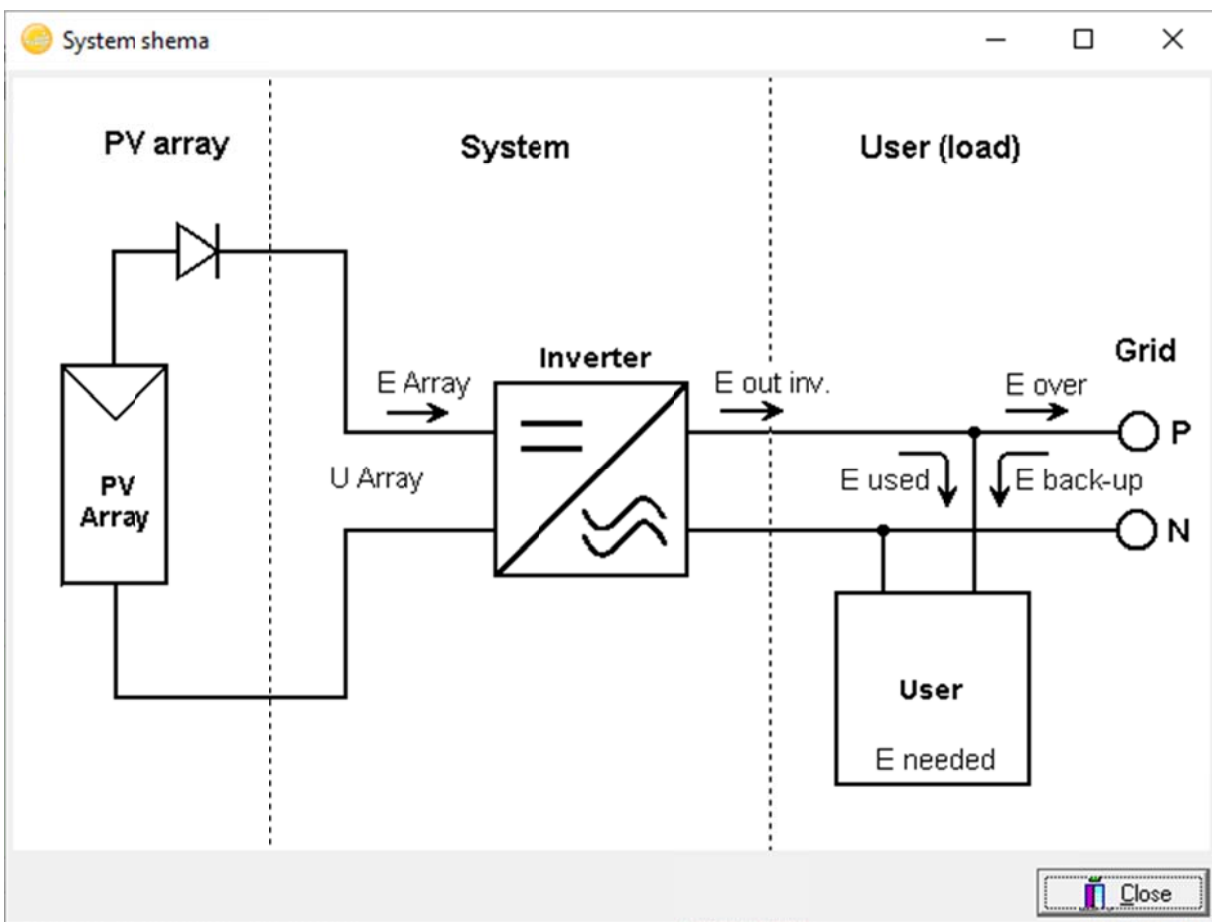 System shema
PV array
System
User (load)
Inverter
Grid
E Array
E out inv.
E over
P
U Array
E used
E back-up
PV
Array
N
User
E needed
Close